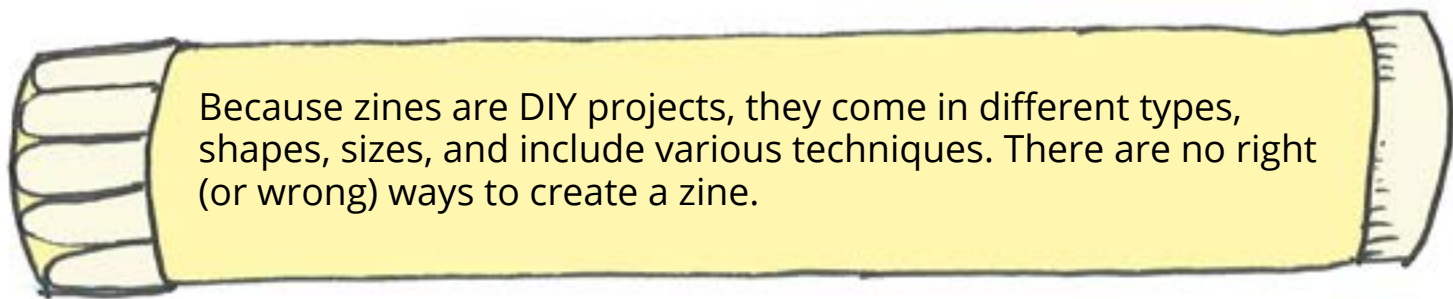 Because zines are DIY projects, they come in different types,
shapes, sizes, and include various techniques. There are no right
(or wrong) ways to create a zine.